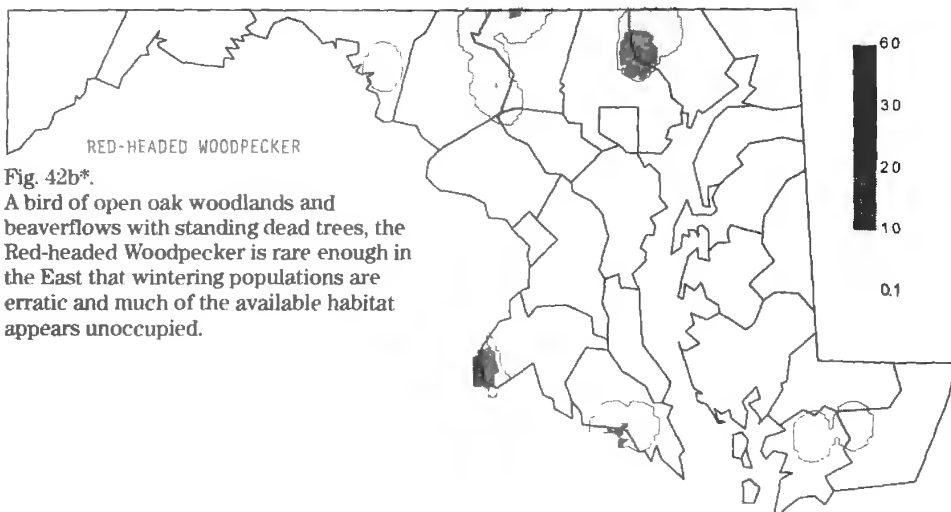 60
30
20
10
0.1
RED-HEADED WOODPECKER
Fig. 42b*.
A bird of open oak woodlands and
beaverflows with standing dead trees, the
Red-headed Woodpecker is rare enough in
the East that wintering populations are
erratic and much of the available habitat
appears unoccupied.